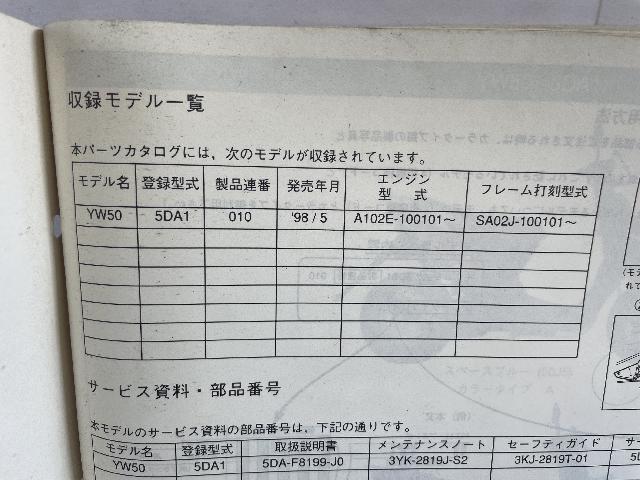 収録モデル一覧
本パーツカタログには、次のモデルが収録されています。
モデル名 登録型式 製品連番 発売年月 エンジン型式 フレーム打刻型式
YW50 5DA1 010 '98/5 A102E-100101～ SA02J-100101～
サービス資料・部品番号
本モデルのサービス資料の部品番号は、下記の通りです。
モデル名 登録型式 取扱説明書 メンテナンスノート セーフティガイド
YW50 5DA1 5DA-F8199-J0 3YK-2819J-S2 3KJ-2819T-01